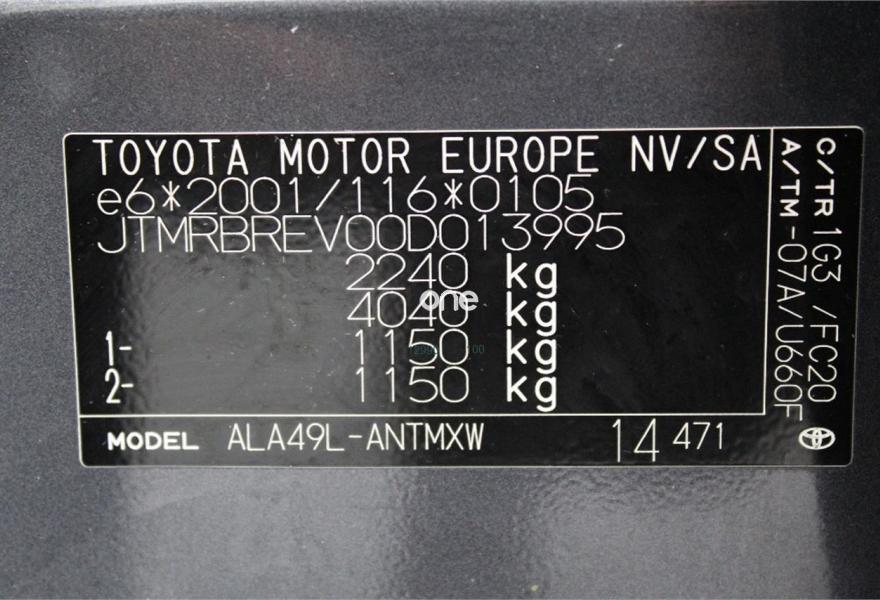 TOYOTA MOTOR EUROPE NV/SA
e6*2001/116*0105
JTMRBREV00D013995
2240 kg
4040 kg
1- 1150 kg
2- 1150 kg
MODEL ALA49L-ANTMXW 14 471
C/TR 1G3 /FC20
A/TM -07A/U660F
one